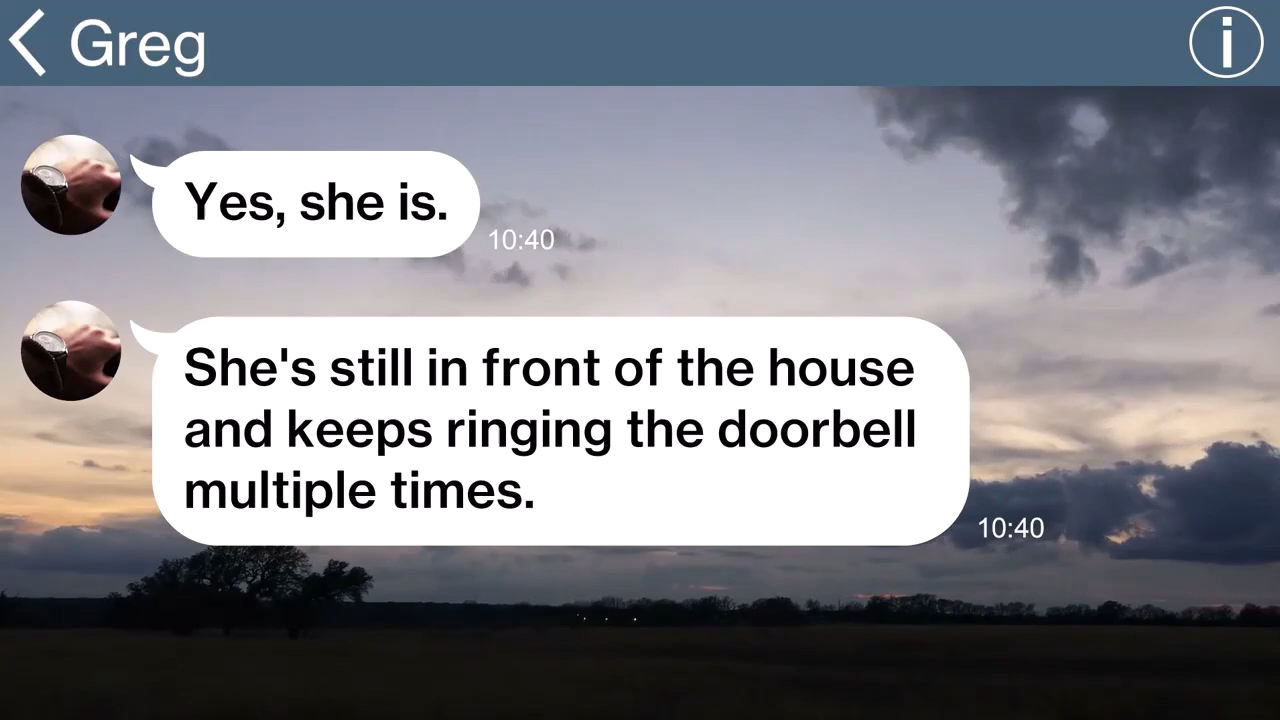 Greg
Yes, she is.
10:40
She's still in front of the house
and keeps ringing the doorbell
multiple times.
10:40